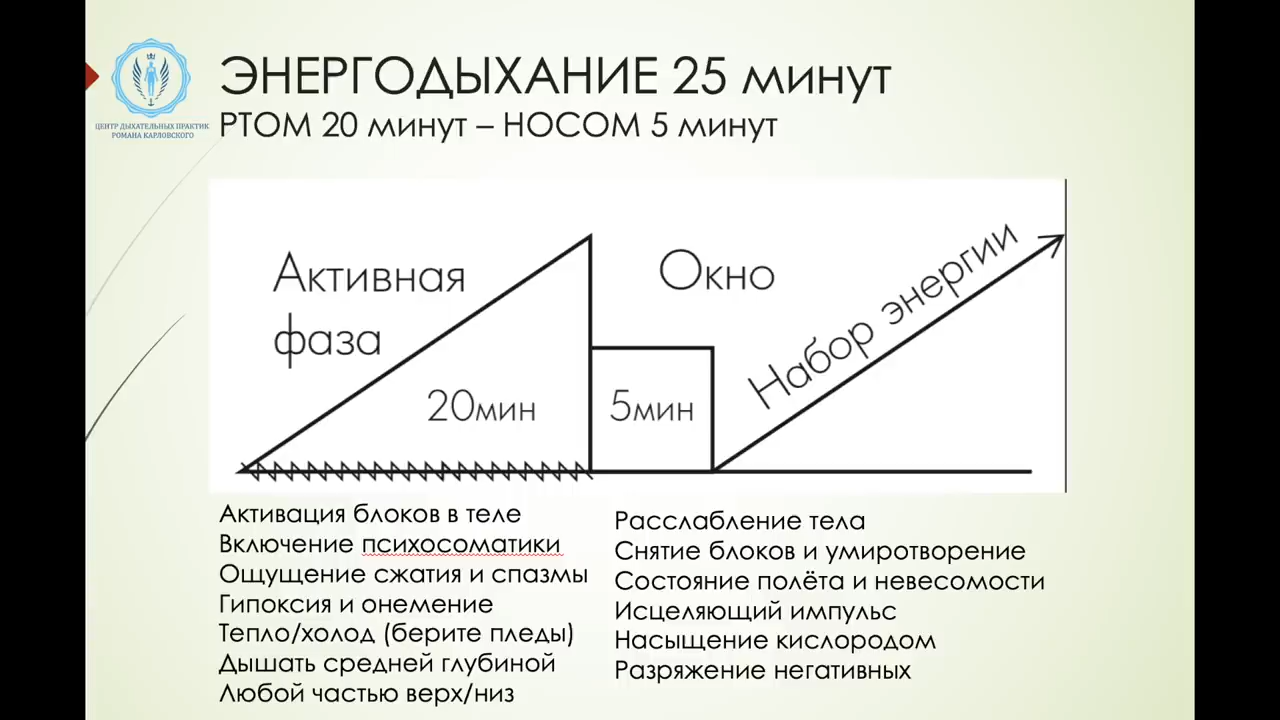 ЭНЕРГОДЫХАНИЕ 25 минут
РТОМ 20 минут – НОСОМ 5 минут
ЦЕНТР ДЫХАТЕЛЬНЫХ ПРАКТИК
РОМАНА КАРЛОВСКОГО
Активная
фаза
20мин
Окно
5мин
Набор энергии
Активация блоков в теле
Включение психосоматики
Ощущение сжатия и спазмы
Гипоксия и онемение
Тепло/холод (берите пледы)
Дышать средней глубиной
Любой частью верх/низ
Расслабление тела
Снятие блоков и умиротворение
Состояние полёта и невесомости
Исцеляющий импульс
Насыщение кислородом
Разряжение негативных